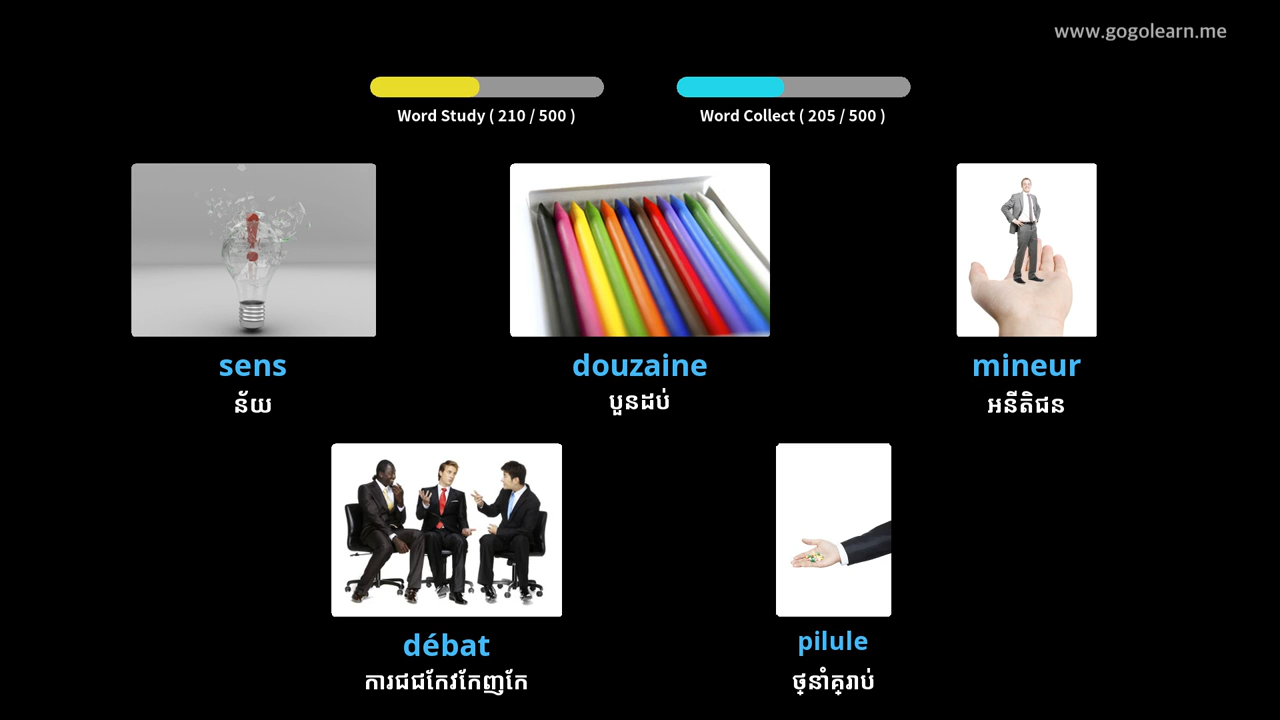 www.gogolearn.me
Word Study ( 210 / 500 )
Word Collect ( 205 / 500 )
sens
ន័យ
douzaine
បួនដប់
mineur
អនីតិជន
débat
ការជជកែវកែញកែ
pilule
ថ្នាំគ្រាប់